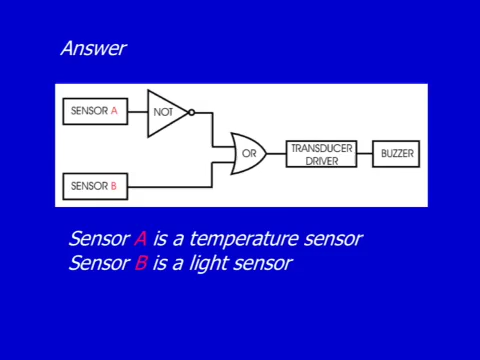 Answer
SENSOR A
NOT
OR
TRANSDUCER
DRIVER
BUZZER
SENSOR B
Sensor A is a temperature sensor
Sensor B is a light sensor